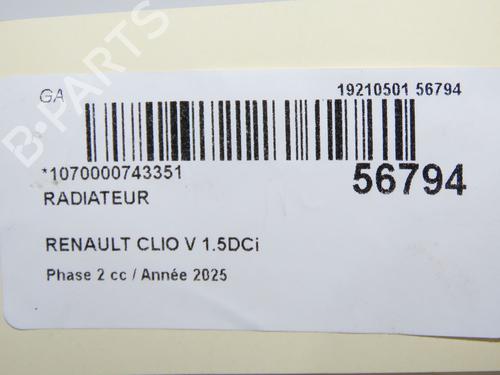 B-PARTS
GA
19210501 56794
*1070000743351
56794
RADIATEUR
RENAULT CLIO V 1.5DCi
Phase 2 cc / Année 2025